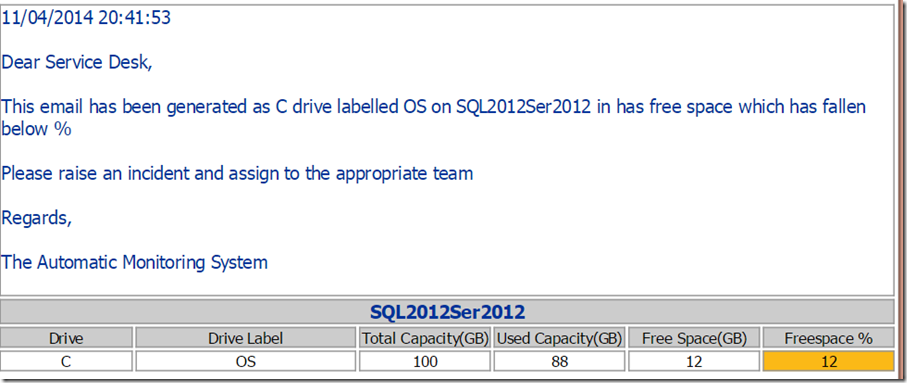 11/04/2014 20:41:53
Dear Service Desk,
This email has been generated as C drive labelled OS on SQL2012Ser2012 in has free space which has fallen
below %
Please raise an incident and assign to the appropriate team
Regards,
The Automatic Monitoring System
SQL2012Ser2012
Drive Drive Label Total Capacity(GB) Used Capacity(GB) Free Space(GB) Freespace %
C OS 100 88 12 12